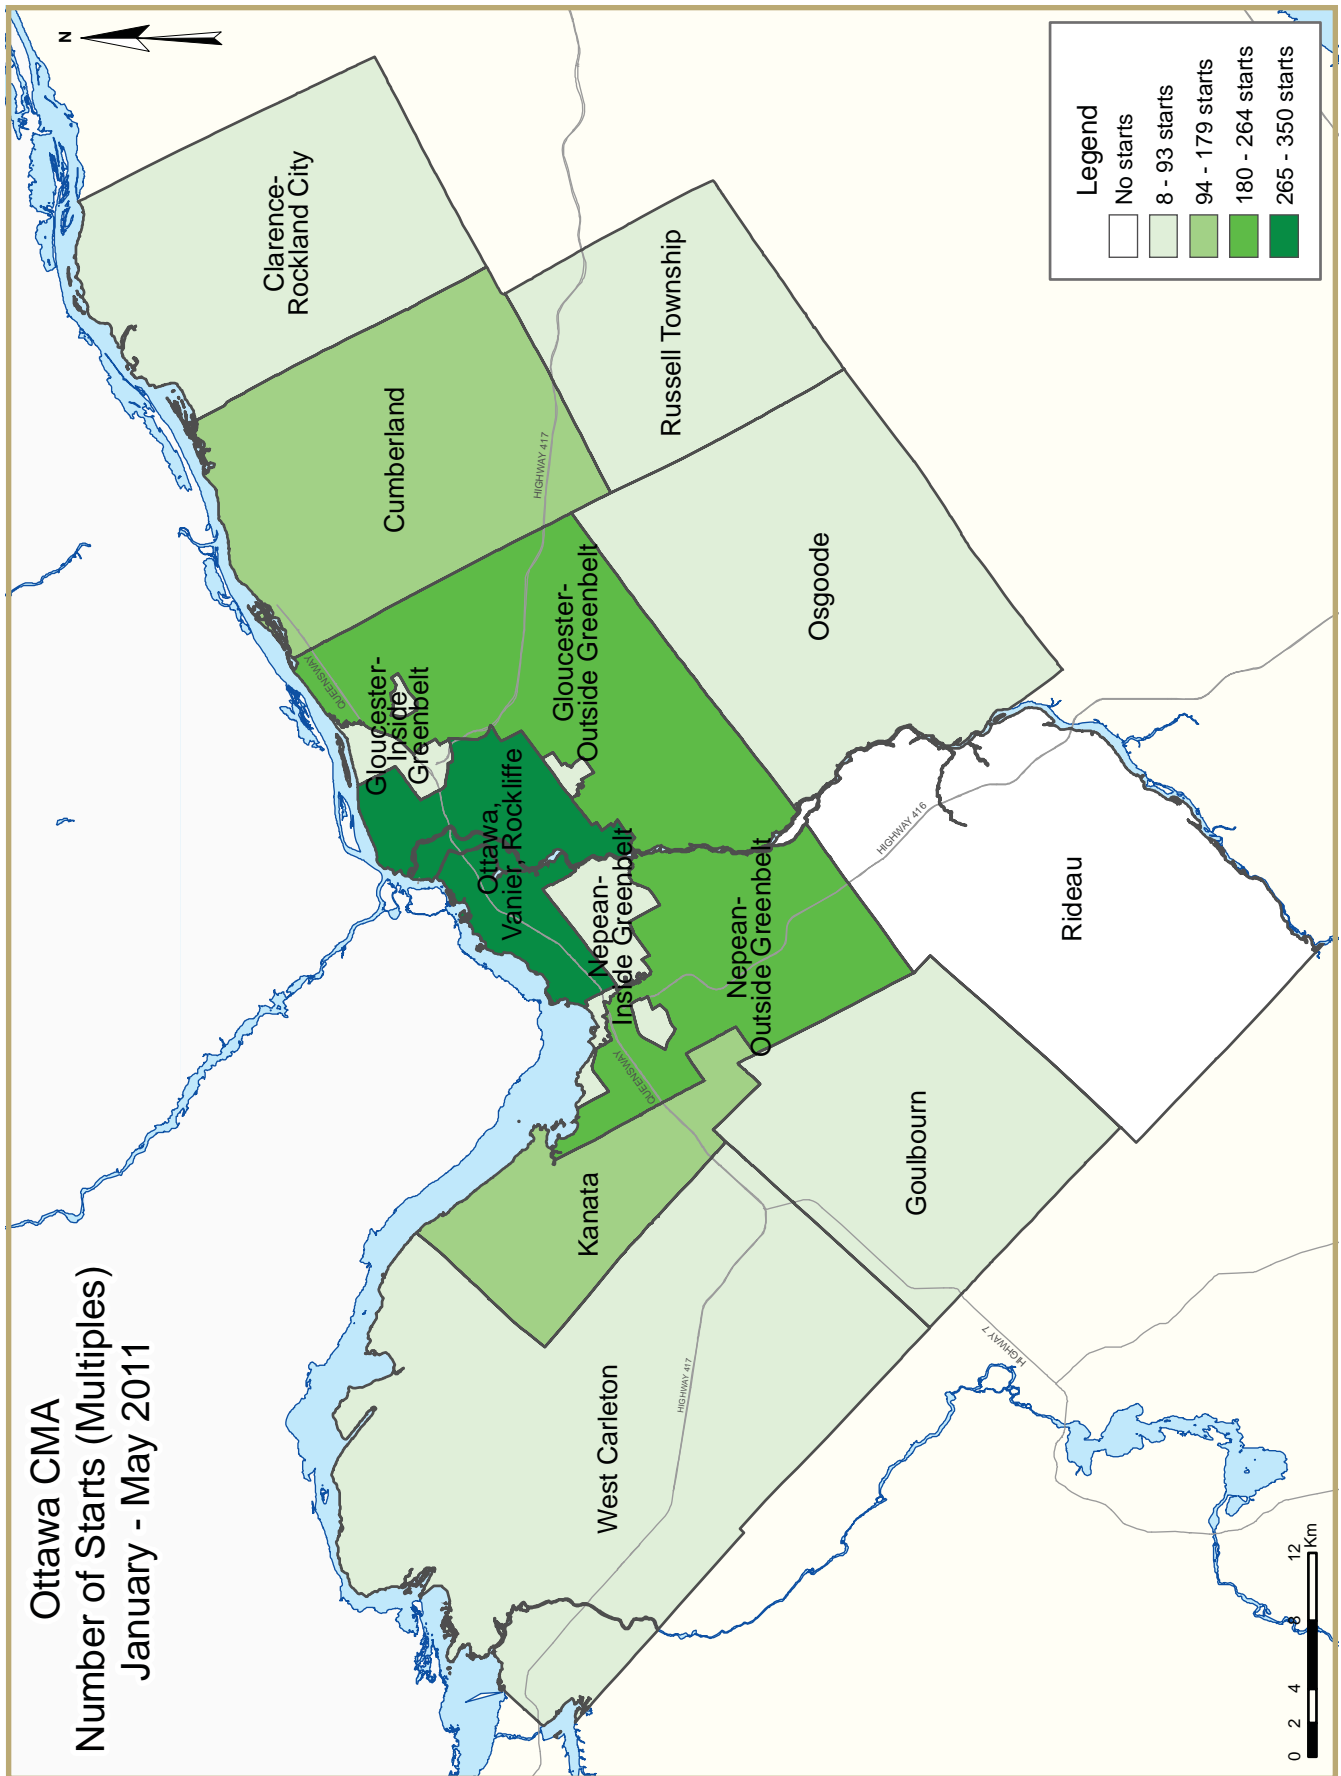 Ottawa CMA
Number of Starts (Multiples)
January - May 2011
N
Clarence-
Rockland City
Cumberland
Russell Township
HIGHWAY 417
QUEENSWAY
Gloucester-
Inside
Greenbelt
Gloucester-
Outside Greenbelt
Osgoode
Ottawa,
Vanier, Rockliffe
Nepean-
Inside Greenbelt
Nepean-
Outside Greenbelt
HIGHWAY 416
Rideau
QUEENSWAY
Kanata
Goulbourn
West Carleton
HIGHWAY 417
HIGHWAY 7
0 2 4 8 12
Km
Legend
No starts
8 - 93 starts
94 - 179 starts
180 - 264 starts
265 - 350 starts